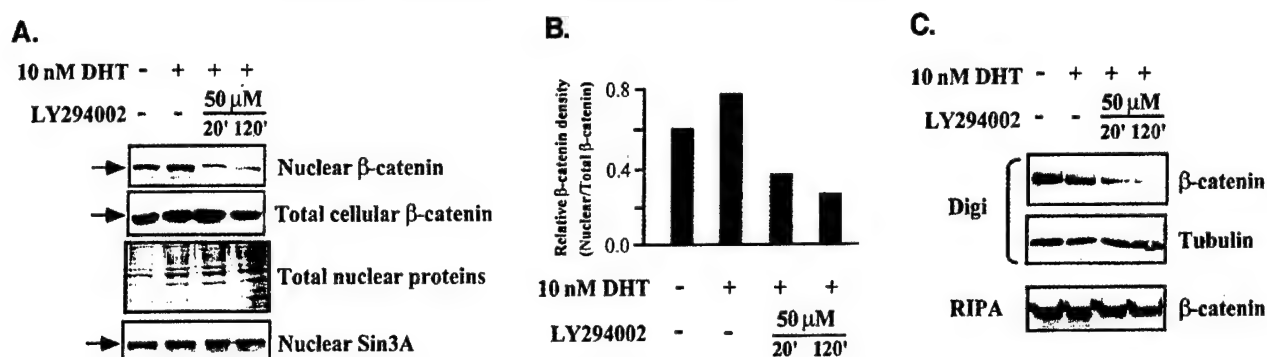 A.
10 nM DHT - + + +
50 µM
LY294002 - - 20' 120'
Nuclear β-catenin
Total cellular β-catenin
Total nuclear proteins
Nuclear Sin3A
B.
Relative β-catenin density
(Nuclear/Total β-catenin)
0.8
0.4
0.0
10 nM DHT - + + +
50 µM
LY294002 - - 20' 120'
C.
10 nM DHT - + + +
50 µM
LY294002 - - 20' 120'
Digi
β-catenin
Tubulin
RIPA
β-catenin